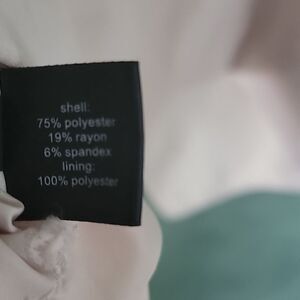 shell:
75% polyester
19% rayon
6% spandex
lining:
100% polyester